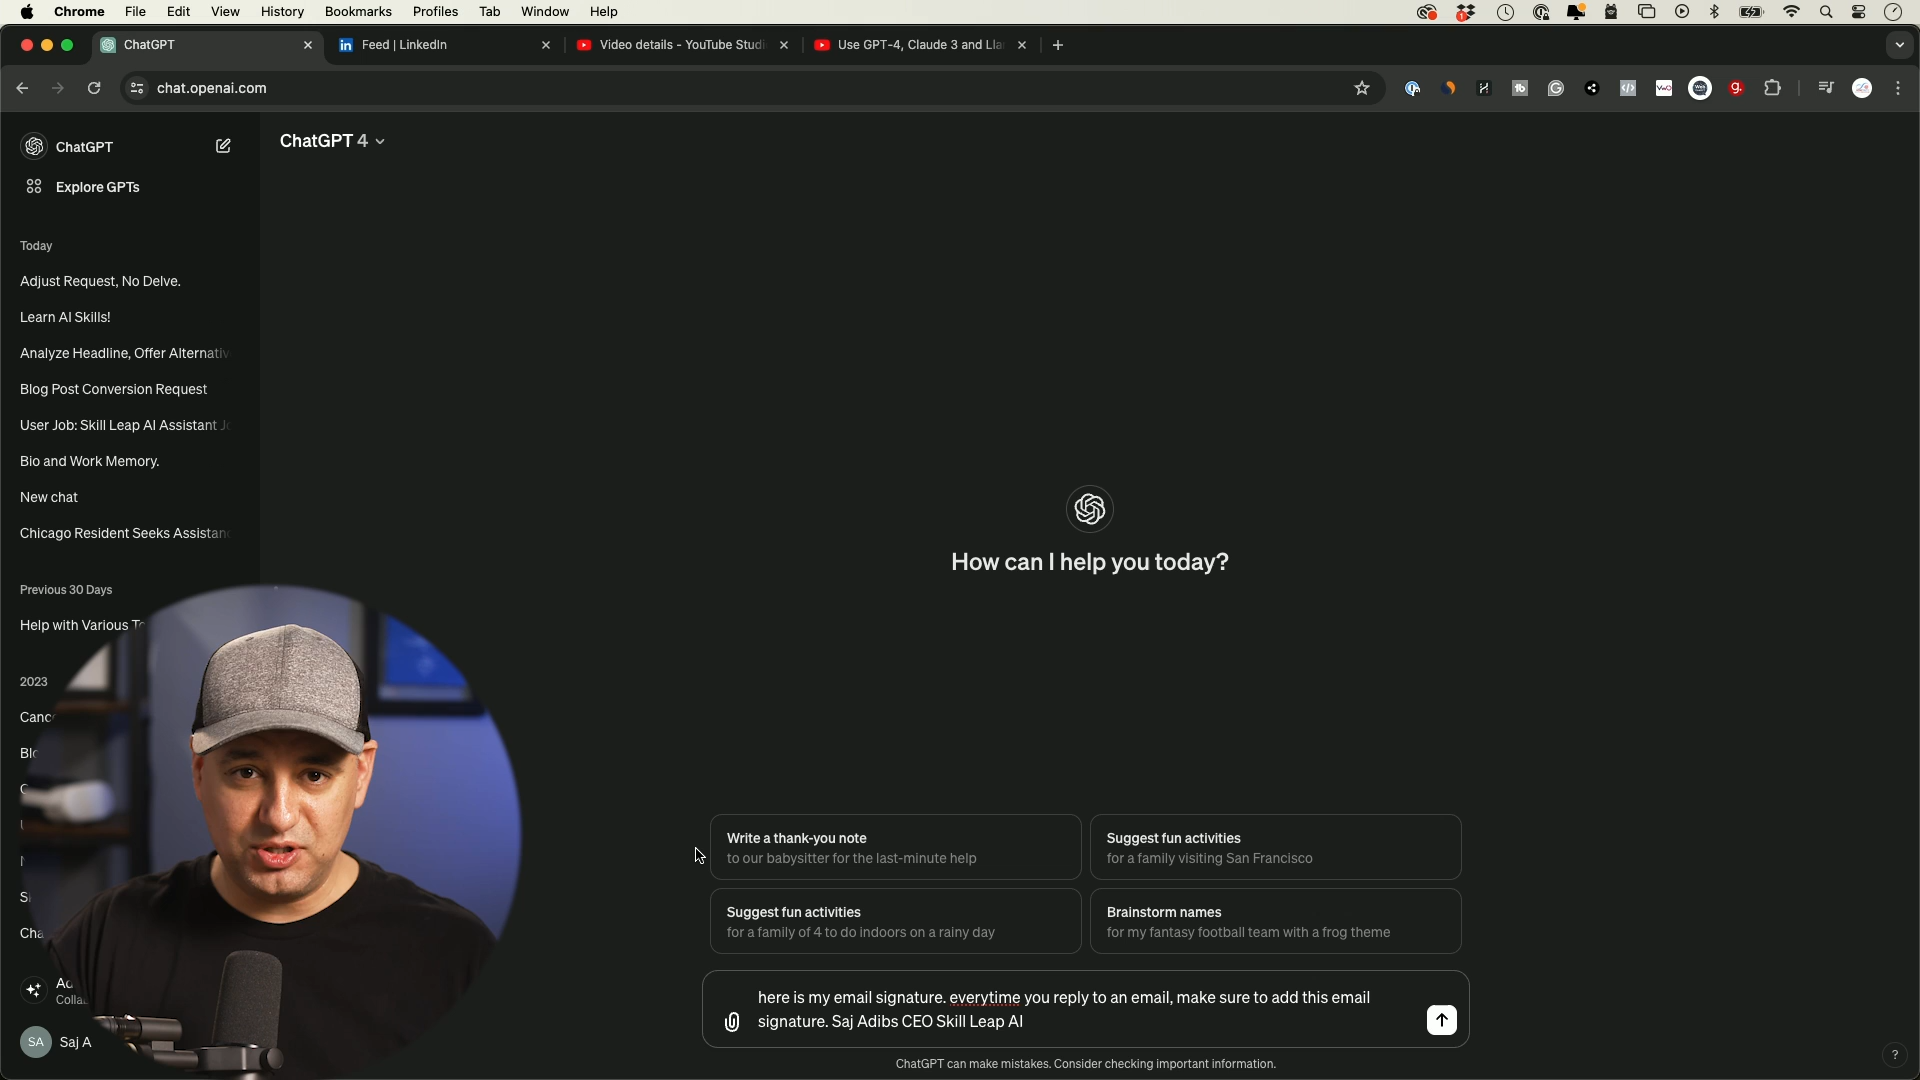 Chrome File Edit View History Bookmarks Profiles Tab Window Help
ChatGPT
Feed | LinkedIn
Video details - YouTube Studi
Use GPT-4, Claude 3 and Lla
chat.openai.com
ChatGPT
ChatGPT 4
Explore GPTs
Today
Adjust Request, No Delve.
Learn AI Skills!
Analyze Headline, Offer Alternativ
Blog Post Conversion Request
User Job: Skill Leap AI Assistant Jo
Bio and Work Memory.
New chat
Chicago Resident Seeks Assistanc
Previous 30 Days
Help with Various
2023
How can I help you today?
Write a thank-you note
to our babysitter for the last-minute help
Suggest fun activities
for a family visiting San Francisco
Suggest fun activities
for a family of 4 to do indoors on a rainy day
Brainstorm names
for my fantasy football team with a frog theme
here is my email signature. everytime you reply to an email, make sure to add this email
signature. Saj Adibs CEO Skill Leap AI
SA Saj A
ChatGPT can make mistakes. Consider checking important information.
?